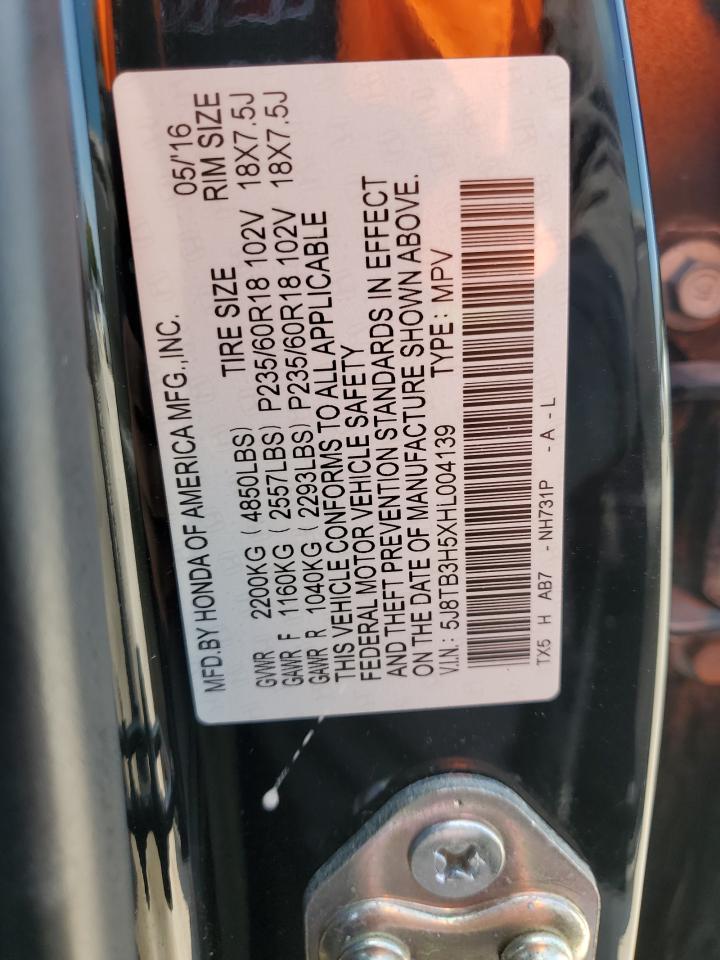 MFD.BY HONDA OF AMERICA MFG.,INC. 05/'16
TIRE SIZE RIM SIZE
GVWR 2200KG ( 4850LBS)
GAWR F 1160KG ( 2557LBS) P235/60R18 102V 18X7.5J
GAWR R 1040KG ( 2293LBS) P235/60R18 102V 18X7.5J
THIS VEHICLE CONFORMS TO ALL APPLICABLE
FEDERAL MOTOR VEHICLE SAFETY
AND THEFT PREVENTION STANDARDS IN EFFECT
ON THE DATE OF MANUFACTURE SHOWN ABOVE.
V.I.N.: 5J8TB3H5XHL004139 TYPE: MPV
TX5 H AB7 - NH731P - A - L